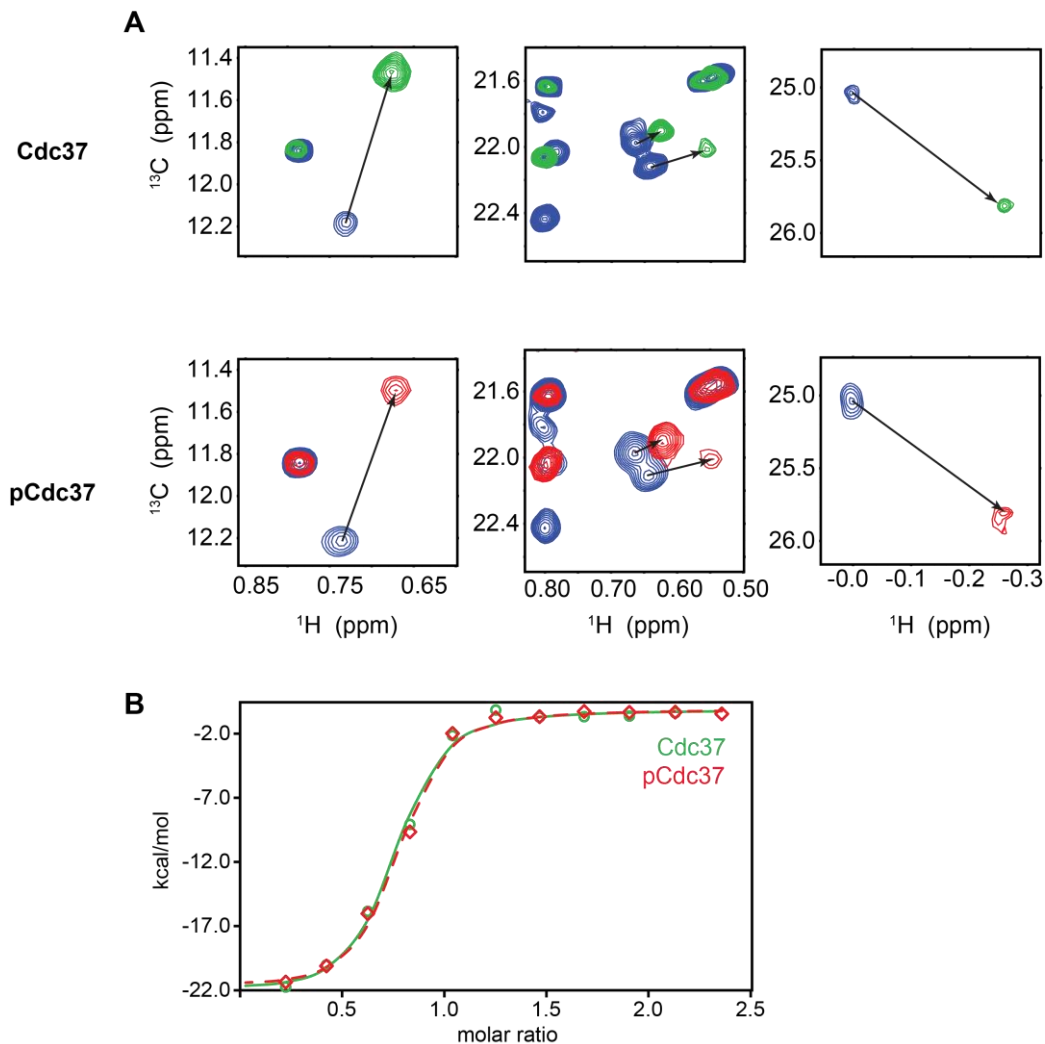 A
Cdc37
¹³C (ppm)
11.4
11.6
11.8
12.0
12.2
21.6
22.0
22.4
25.0
25.5
26.0
pCdc37
¹³C (ppm)
11.4
11.6
11.8
12.0
12.2
21.6
22.0
22.4
25.0
25.5
26.0
0.85 0.75 0.65
0.80 0.70 0.60 0.50
-0.0 -0.1 -0.2 -0.3
¹H (ppm)
¹H (ppm)
¹H (ppm)
B
kcal/mol
-2.0
-7.0
-12.0
-17.0
-22.0
Cdc37
pCdc37
0.5 1.0 1.5 2.0 2.5
molar ratio